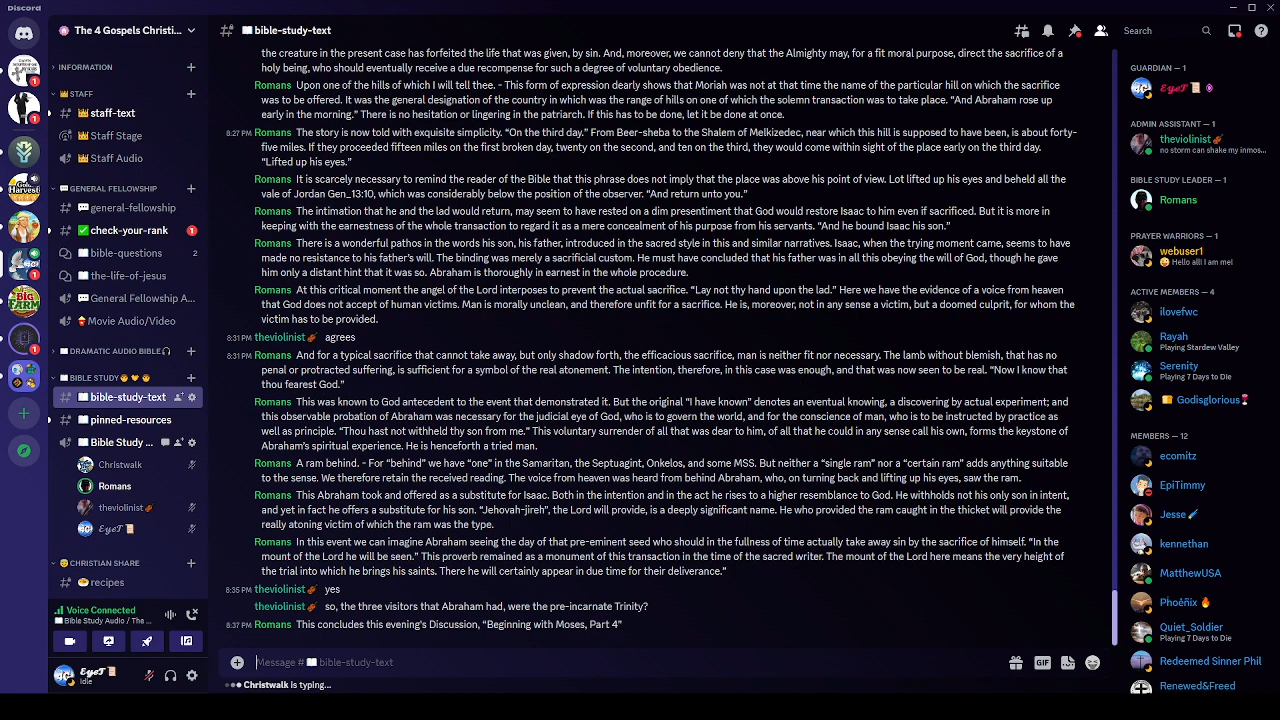 Discord
The 4 Gospels Christi...
INFORMATION
STAFF
staff-text
Staff Stage
Staff Audio
GENERAL FELLOWSHIP
general-fellowship
check-your-rank 1
bible-questions 2
the-life-of-jesus
General Fellowship A...
Movie Audio/Video
DRAMATIC AUDIO BIBLE
BIBLE STUDY
bible-study-text
pinned-resources
Bible Study ...
Chr1stwalk
Romans
theviolinist
EyeT
CHRISTIAN SHARE
recipes
Voice Connected
Bible Study Audio / The ...
EyeT
Idle
bible-study-text
Search
the creature in the present case has forfeited the life that was given, by sin. And, moreover, we cannot deny that the Almighty may, for a fit moral purpose, direct the sacrifice of a
holy being, who should eventually receive a due recompense for such a degree of voluntary obedience.
Romans Upon one of the hills of which I will tell thee. - This form of expression dearly shows that Moriah was not at that time the name of the particular hill on which the sacrifice
was to be offered. It was the general designation of the country in which was the range of hills on one of which the solemn transaction was to take place. “And Abraham rose up
early in the morning.” There is no hesitation or lingering in the patriarch. If this has to be done, let it be done at once.
8:27 PM Romans The story is now told with exquisite simplicity. “On the third day.” From Beer-sheba to the Shalem of Melkizedec, near which this hill is supposed to have been, is about forty-
five miles. If they proceeded fifteen miles on the first broken day, twenty on the second, and ten on the third, they would come within sight of the place early on the third day.
“Lifted up his eyes.”
Romans It is scarcely necessary to remind the reader of the Bible that this phrase does not imply that the place was above his point of view. Lot lifted up his eyes and beheld all the
vale of Jordan Gen_13:10, which was considerably below the position of the observer. “And return unto you.”
Romans The intimation that he and the lad would return, may seem to have rested on a dim presentiment that God would restore Isaac to him even if sacrificed. But it is more in
keeping with the earnestness of the whole transaction to regard it as a mere concealment of his purpose from his servants. “And he bound Isaac his son.”
Romans There is a wonderful pathos in the words his son, his father, introduced in the sacred style in this and similar narratives. Isaac, when the trying moment came, seems to have
made no resistance to his father’s will. The binding was merely a sacrificial custom. He must have concluded that his father was in all this obeying the will of God, though he gave
him only a distant hint that it was so. Abraham is thoroughly in earnest in the whole procedure.
Romans At this critical moment the angel of the Lord interposes to prevent the actual sacrifice. “Lay not thy hand upon the lad.” Here we have the evidence of a voice from heaven
that God does not accept of human victims. Man is morally unclean, and therefore unfit for a sacrifice. He is, moreover, not in any sense a victim, but a doomed culprit, for whom the
victim has to be provided.
8:31 PM theviolinist agrees
8:31 PM Romans And for a typical sacrifice that cannot take away, but only shadow forth, the efficacious sacrifice, man is neither fit nor necessary. The lamb without blemish, that has no
penal or protracted suffering, is sufficient for a symbol of the real atonement. The intention, therefore, in this case was enough, and that was now seen to be real. “Now I know that
thou fearest God.”
Romans This was known to God antecedent to the event that demonstrated it. But the original “I have known” denotes an eventual knowing, a discovering by actual experiment; and
this observable probation of Abraham was necessary for the judicial eye of God, who is to govern the world, and for the conscience of man, who is to be instructed by practice as
well as principle. “Thou hast not withheld thy son from me.” This voluntary surrender of all that was dear to him, of all that he could in any sense call his own, forms the keystone of
Abraham’s spiritual experience. He is henceforth a tried man.
Romans A ram behind. - For “behind” we have “one” in the Samaritan, the Septuagint, Onkelos, and some MSS. But neither a “single ram” nor a “certain ram” adds anything suitable
to the sense. We therefore retain the received reading. The voice from heaven was heard from behind Abraham, who, on turning back and lifting up his eyes, saw the ram.
Romans This Abraham took and offered as a substitute for Isaac. Both in the intention and in the act he rises to a higher resemblance to God. He withholds not his only son in intent,
and yet in fact he offers a substitute for his son. “Jehovah-jireh”, the Lord will provide, is a deeply significant name. He who provided the ram caught in the thicket will provide the
really atoning victim of which the ram was the type.
Romans In this event we can imagine Abraham seeing the day of that pre-eminent seed who should in the fullness of time actually take away sin by the sacrifice of himself. “In the
mount of the Lord he will be seen.” This proverb remained as a monument of this transaction in the time of the sacred writer. The mount of the Lord here means the very height of
the trial into which he brings his saints. There he will certainly appear in due time for their deliverance.”
8:35 PM theviolinist yes
theviolinist so, the three visitors that Abraham had, were the pre-incarnate Trinity?
8:37 PM Romans This concludes this evening’s Discussion, “Beginning with Moses, Part 4”
Message # bible-study-text
GIF
Chr1stwalk is typing...
GUARDIAN — 1
EyeT
ADMIN ASSISTANT — 1
theviolinist
no storm can shake my inmos...
BIBLE STUDY LEADER — 1
Romans
PRAYER WARRIORS — 1
webuser1
Hello all! I am me!
ACTIVE MEMBERS — 4
ilovefwc
Rayah
Playing Stardew Valley
Serenity
Playing 7 Days to Die
Godisglorious
MEMBERS — 12
ecomitz
EpiTimmy
Jesse
kennethan
MatthewUSA
Phoenix
Quiet_Soldier
Playing 7 Days to Die
Redeemed Sinner Phil
Renewed&Freed